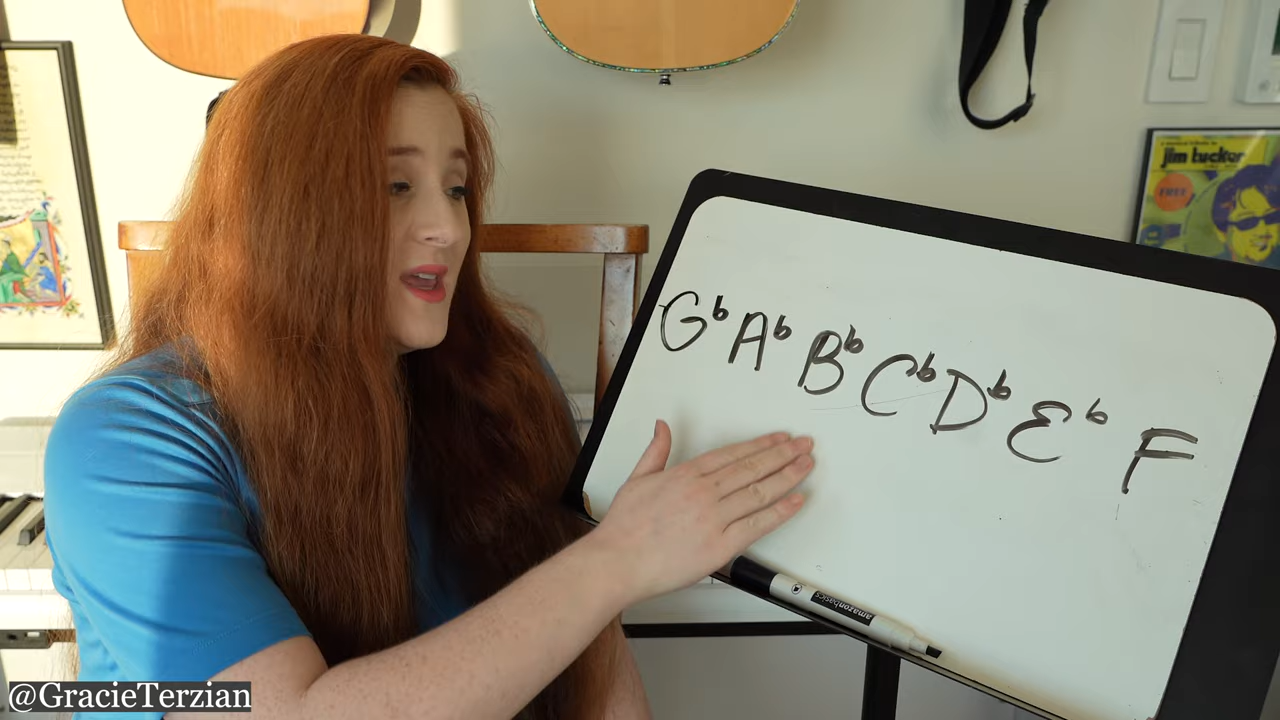 jim tucker
FREE
G♭ A♭ B♭ C♭ D♭ E♭ F
amazonbasics
@GracieTerzian